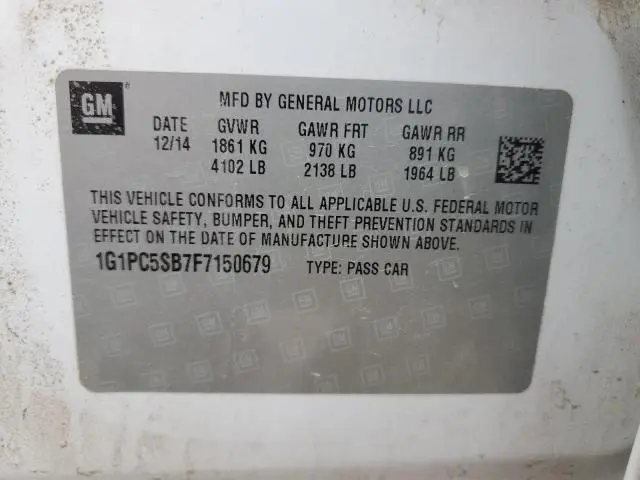 GM ®
MFD BY GENERAL MOTORS LLC
DATE GVWR GAWR FRT GAWR RR
12/14 1861 KG 970 KG 891 KG
4102 LB 2138 LB 1964 LB
THIS VEHICLE CONFORMS TO ALL APPLICABLE U.S. FEDERAL MOTOR
VEHICLE SAFETY, BUMPER, AND THEFT PREVENTION STANDARDS IN
EFFECT ON THE DATE OF MANUFACTURE SHOWN ABOVE.
1G1PC5SB7F7150679 TYPE: PASS CAR